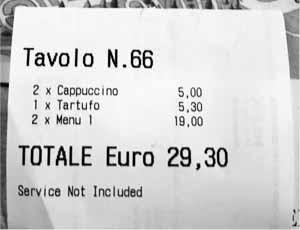 Tavolo N.66
2 x Cappuccino 5,00
1 x Tartufo 5,30
2 x Menu 1 19,00
TOTALE Euro 29,30
Service Not Included